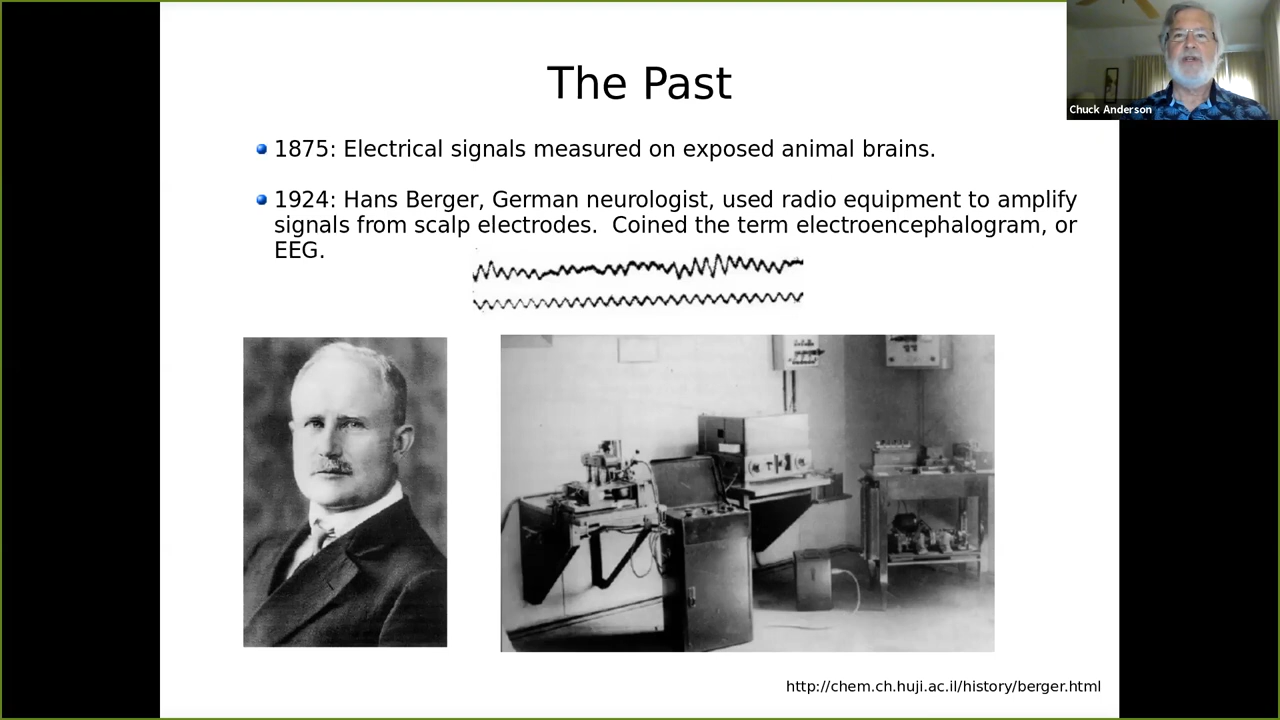 The Past
Chuck Anderson
1875: Electrical signals measured on exposed animal brains.
1924: Hans Berger, German neurologist, used radio equipment to amplify
signals from scalp electrodes.  Coined the term electroencephalogram, or
EEG.
http://chem.ch.huji.ac.il/history/berger.html